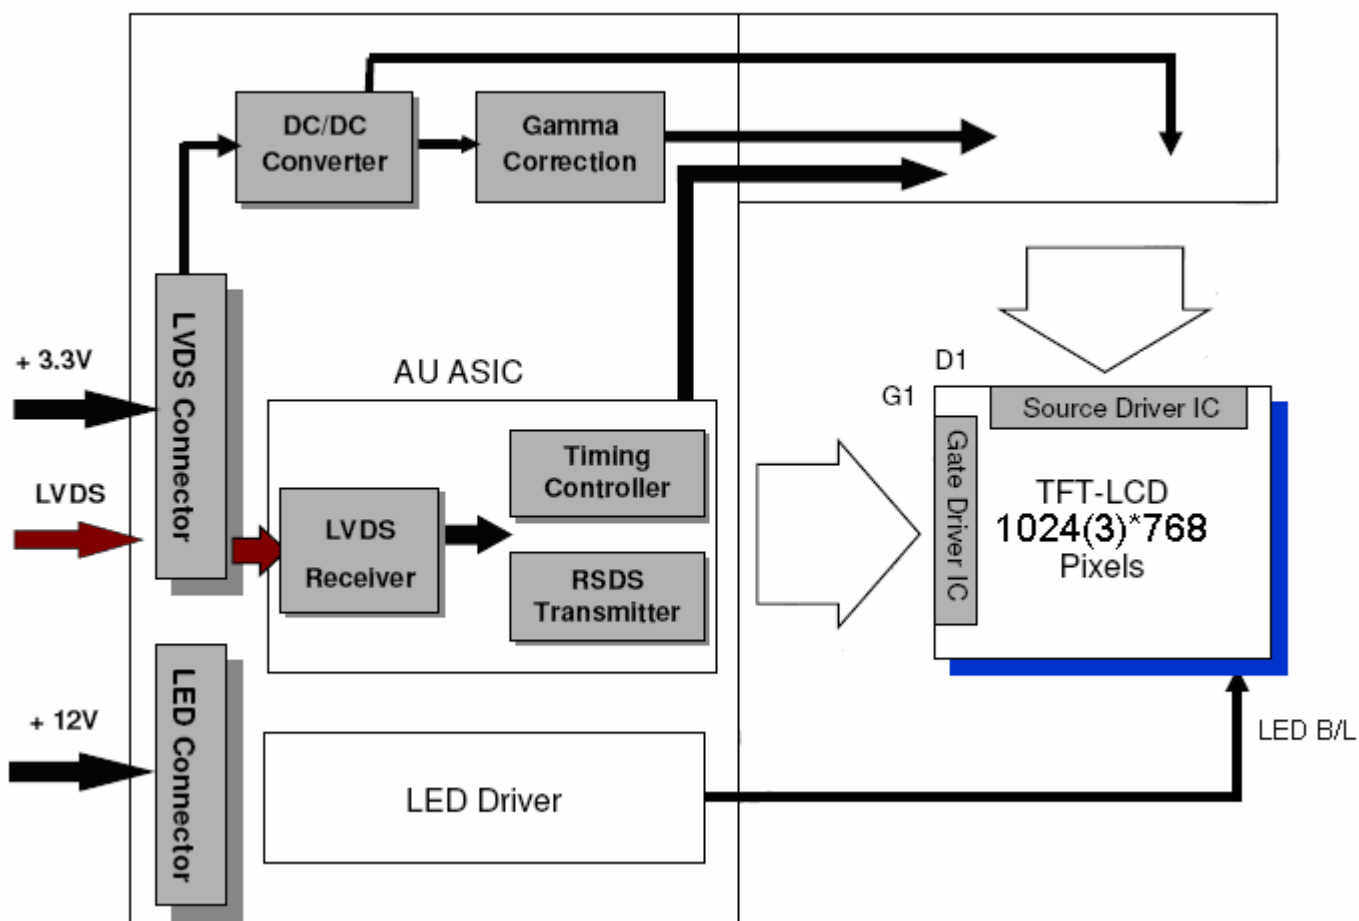 DC/DC
Converter
Gamma
Correction
LVDS Connector
+ 3.3V
LVDS
AU ASIC
Timing
Controller
LVDS
Receiver
RSDS
Transmitter
D1
G1
Source Driver IC
Gate Driver IC
TFT-LCD
1024(3)*768
Pixels
LED Connector
+ 12V
LED Driver
LED B/L